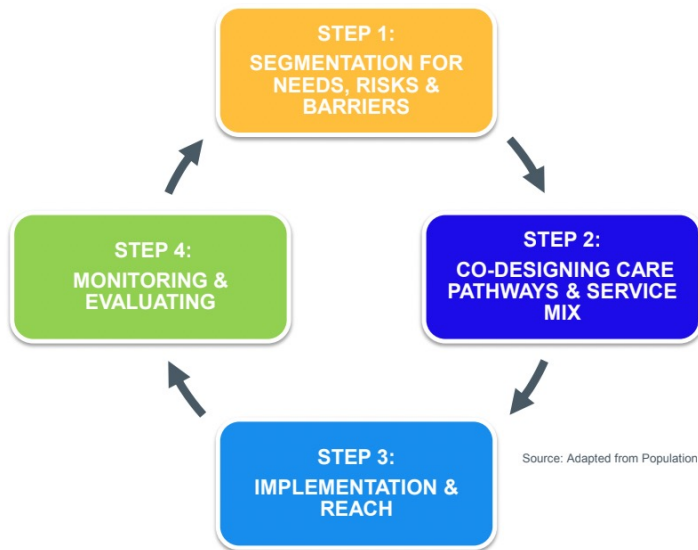 STEP 1:
SEGMENTATION FOR
NEEDS, RISKS &
BARRIERS
STEP 2:
CO-DESIGNING CARE
PATHWAYS & SERVICE
MIX
STEP 3:
IMPLEMENTATION &
REACH
STEP 4:
MONITORING &
EVALUATING
Source: Adapted from Population